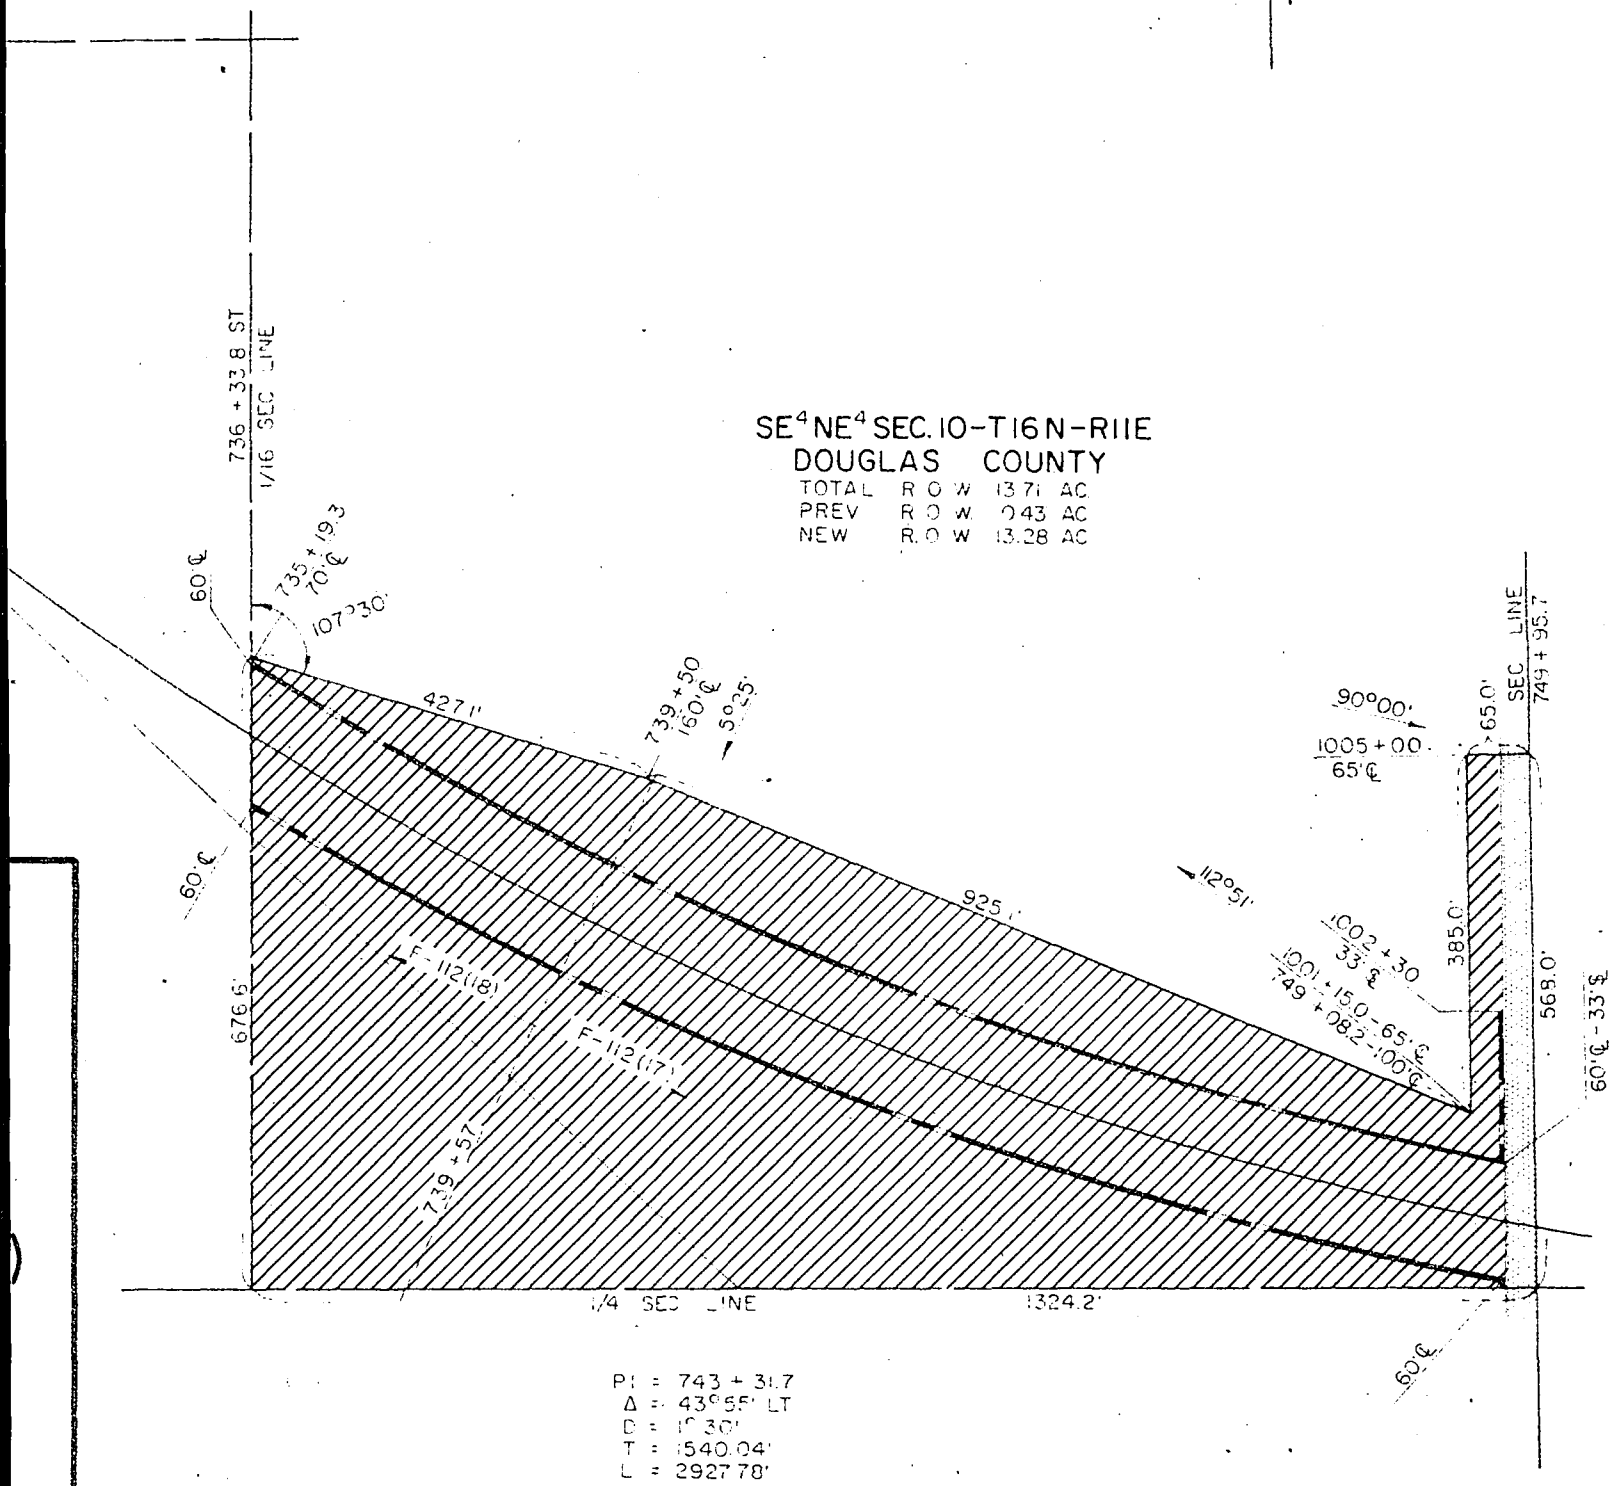 736 + 33.8 ST
1/16 SEC LINE
SE⁴ NE⁴ SEC. 10-T16N-R11E
DOUGLAS COUNTY
TOTAL R O W 13 71 AC.
PREV R O W. 0 43 AC
NEW R. O W 13.28 AC
60' ℄
735 + 19.3
70' ℄
107°30'
427.1'
739 + 50
160' ℄
5°25'
SEC LINE
749 + 95.7
65.0'
90°00'
1005 + 00
65' ℄
112°51'
925.1'
1002 + 30
33' ℄
1001 + 15.0 - 65' ℄
749 + 08.2 - 100' ℄
385.0'
568.0'
60' ℄ - 33' ℄
60' ℄
F-112(18)
F-112(17)
676.6'
739 + 57
1/4 SEC LINE
1324.2'
60' ℄
PI = 743 + 31.7
Δ = 43°55' LT
D = 1° 30'
T = 1540.04'
L = 2927 78'